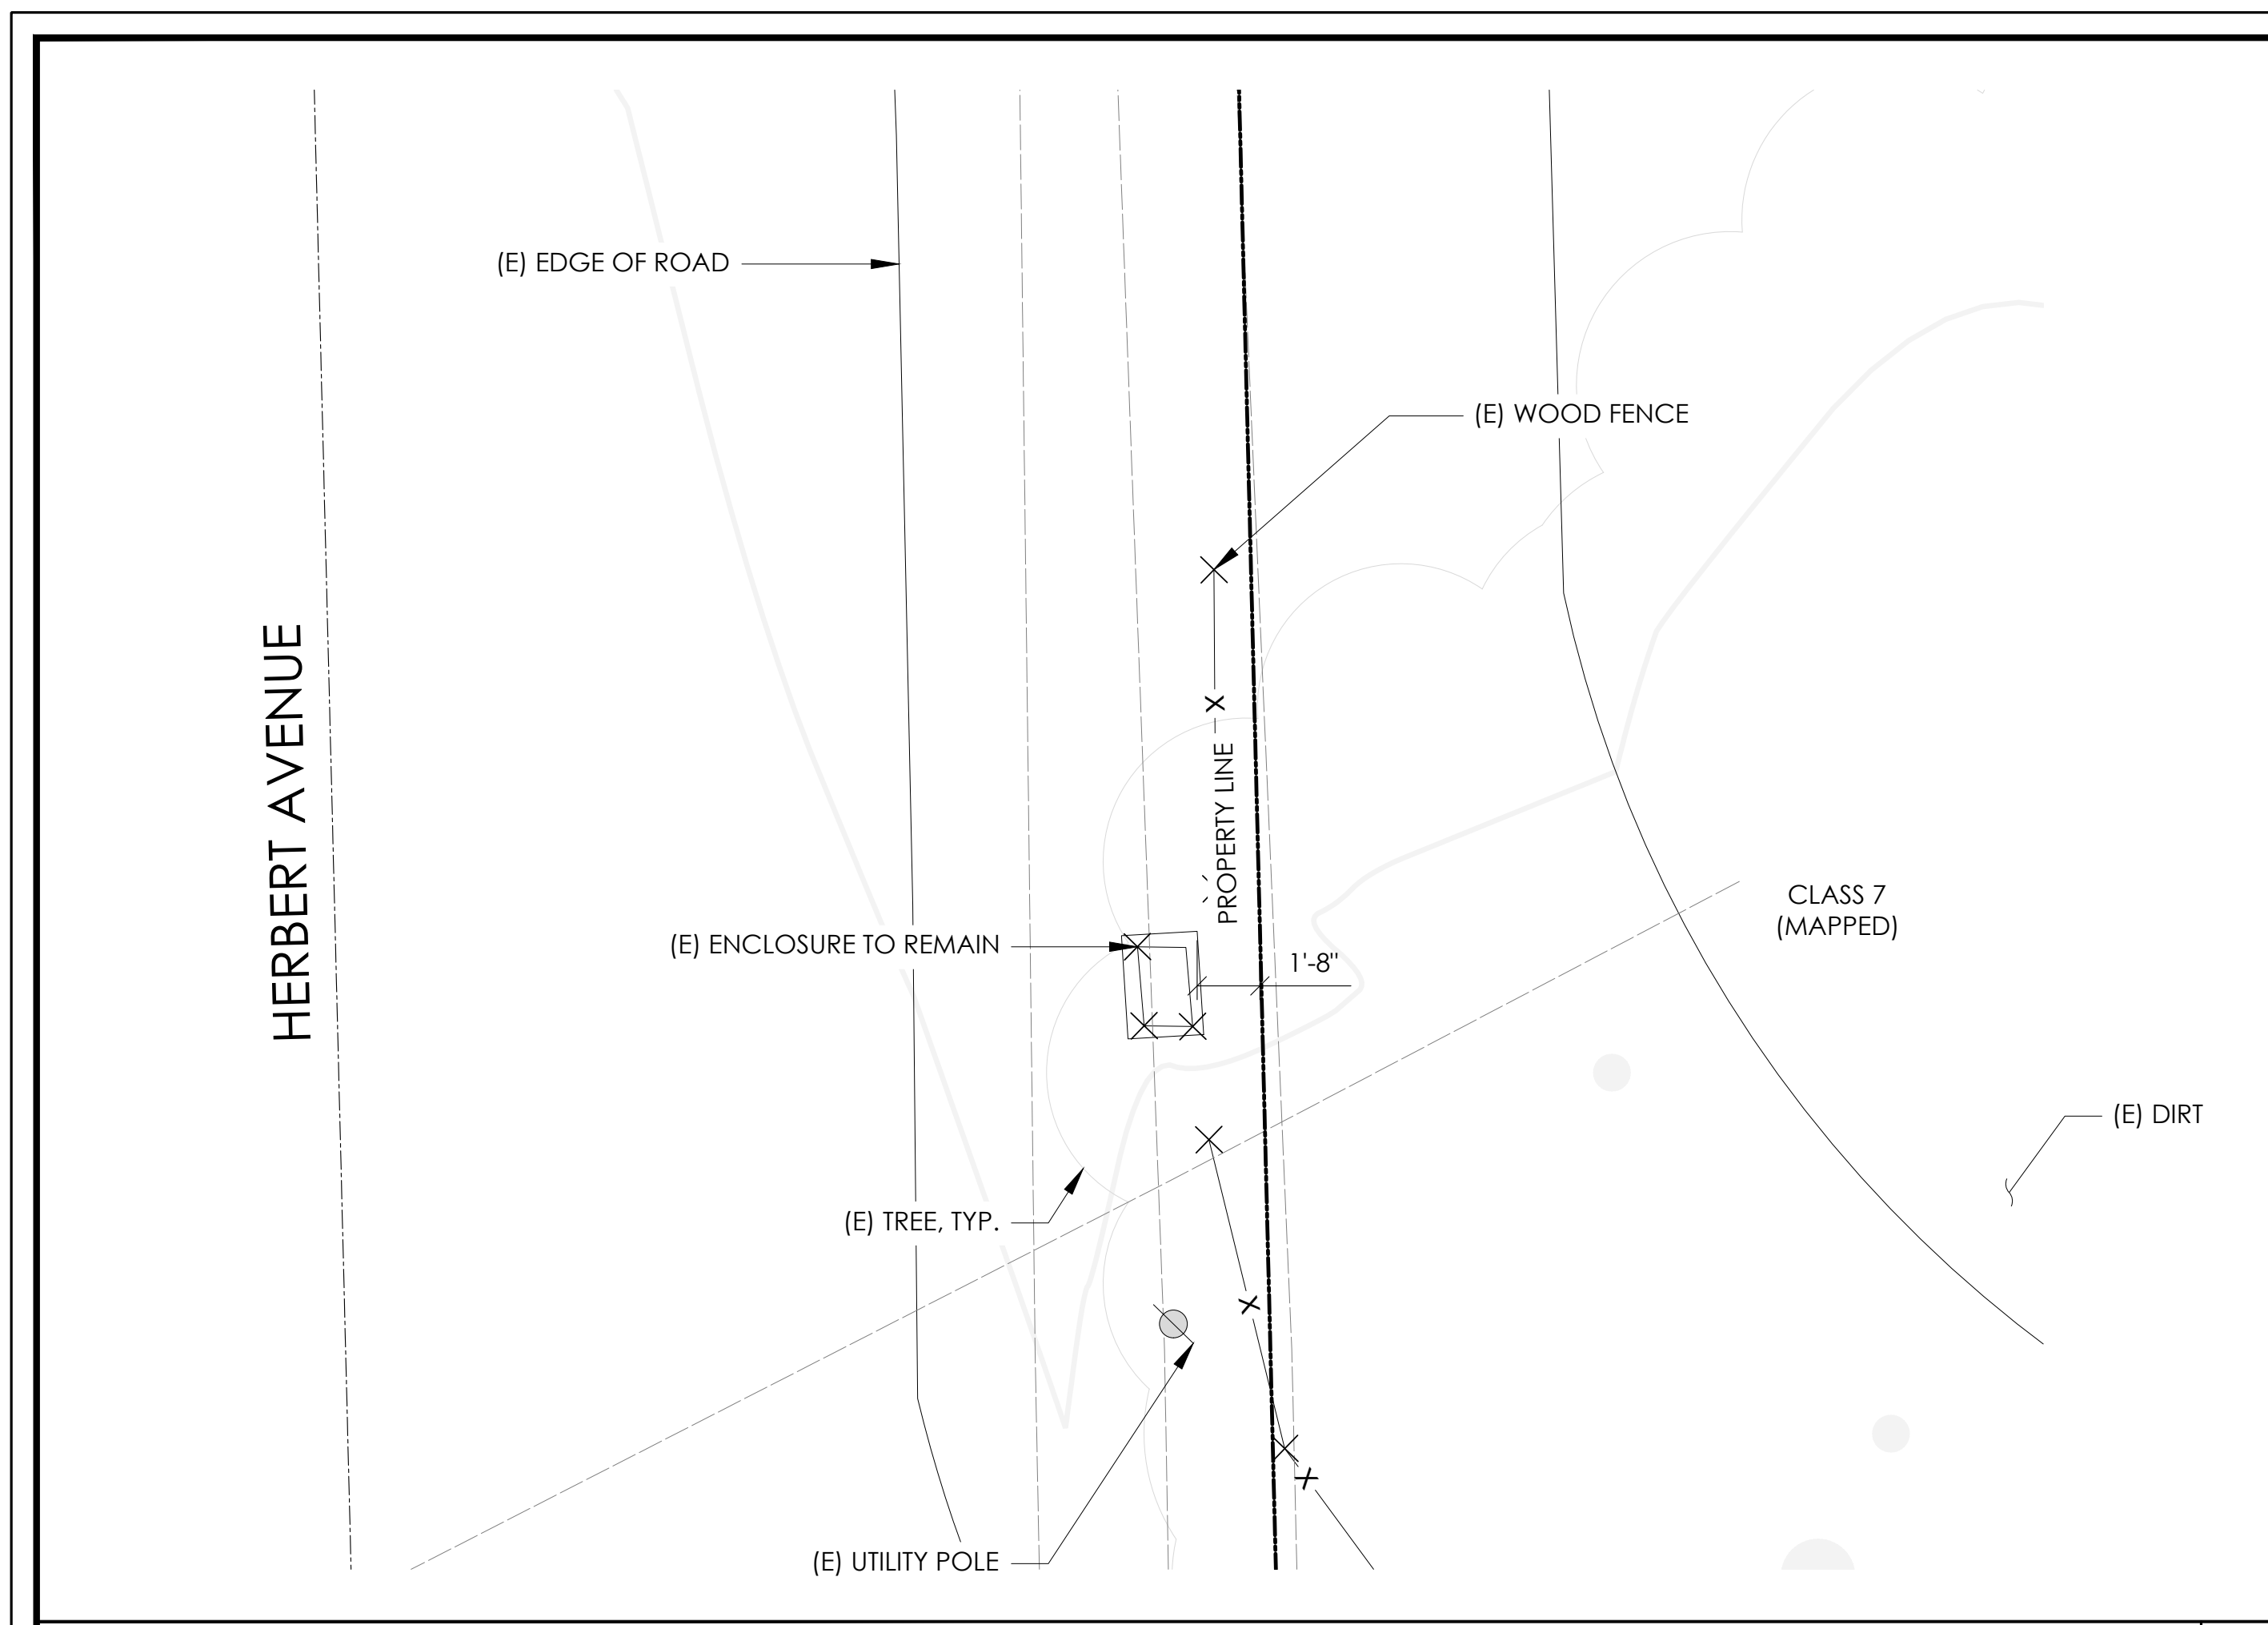 (E) EDGE OF ROAD
(E) WOOD FENCE
HERBERT AVENUE
X
PROPERTY LINE
CLASS 7
(MAPPED)
(E) ENCLOSURE TO REMAIN
1'-8"
(E) DIRT
(E) TREE, TYP.
X
X
(E) UTILITY POLE